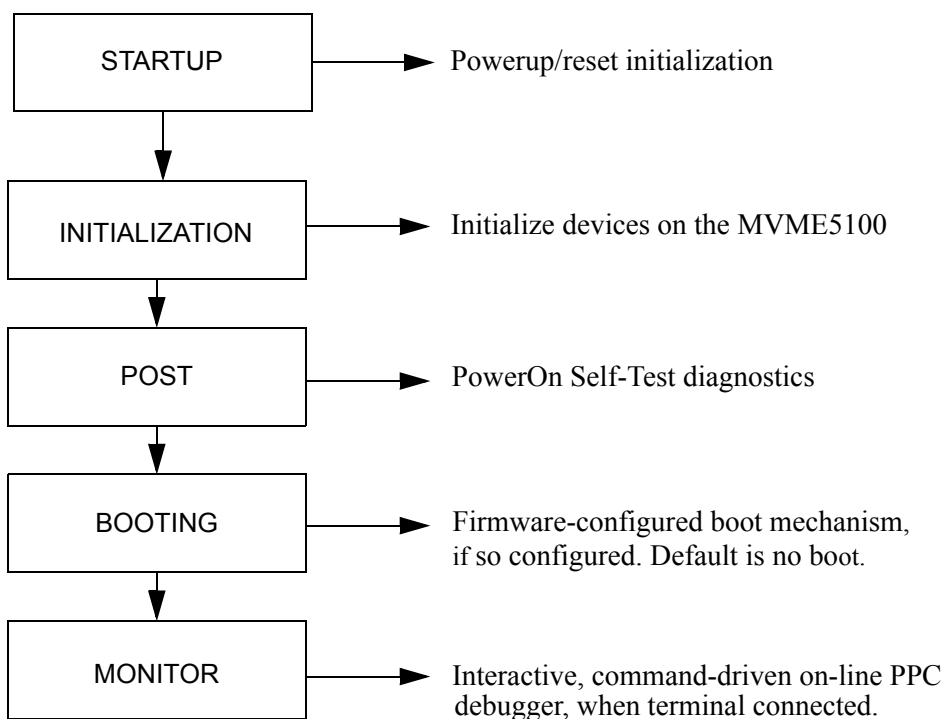 STARTUP
Powerup/reset initialization
INITIALIZATION
Initialize devices on the MVME5100
POST
PowerOn Self-Test diagnostics
BOOTING
Firmware-configured boot mechanism,
if so configured. Default is no boot.
MONITOR
Interactive, command-driven on-line PPC
debugger, when terminal connected.